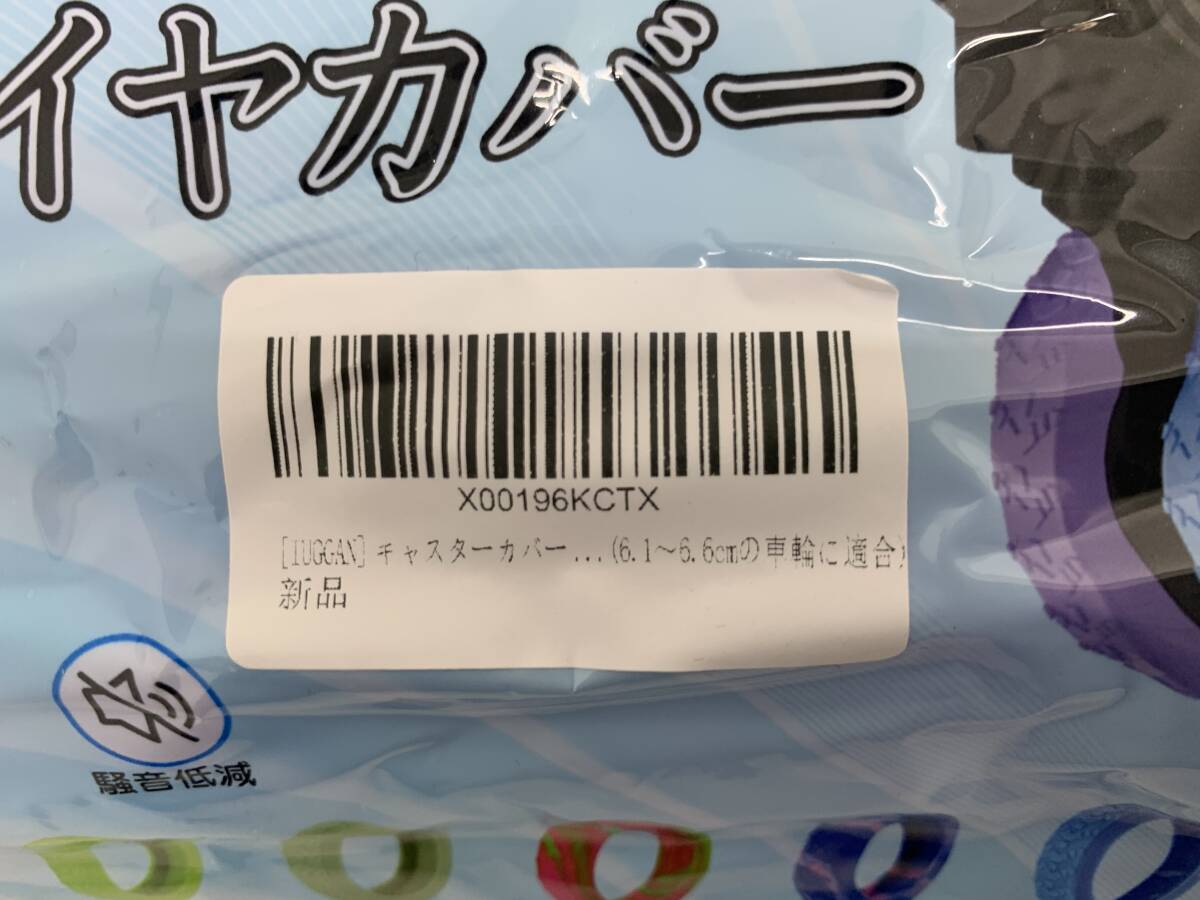 イヤカバー
X00196KCTX
[IUGGAN] キャスターカバー...(6.1～6.6cmの車輪に適合)
新品
騒音低減